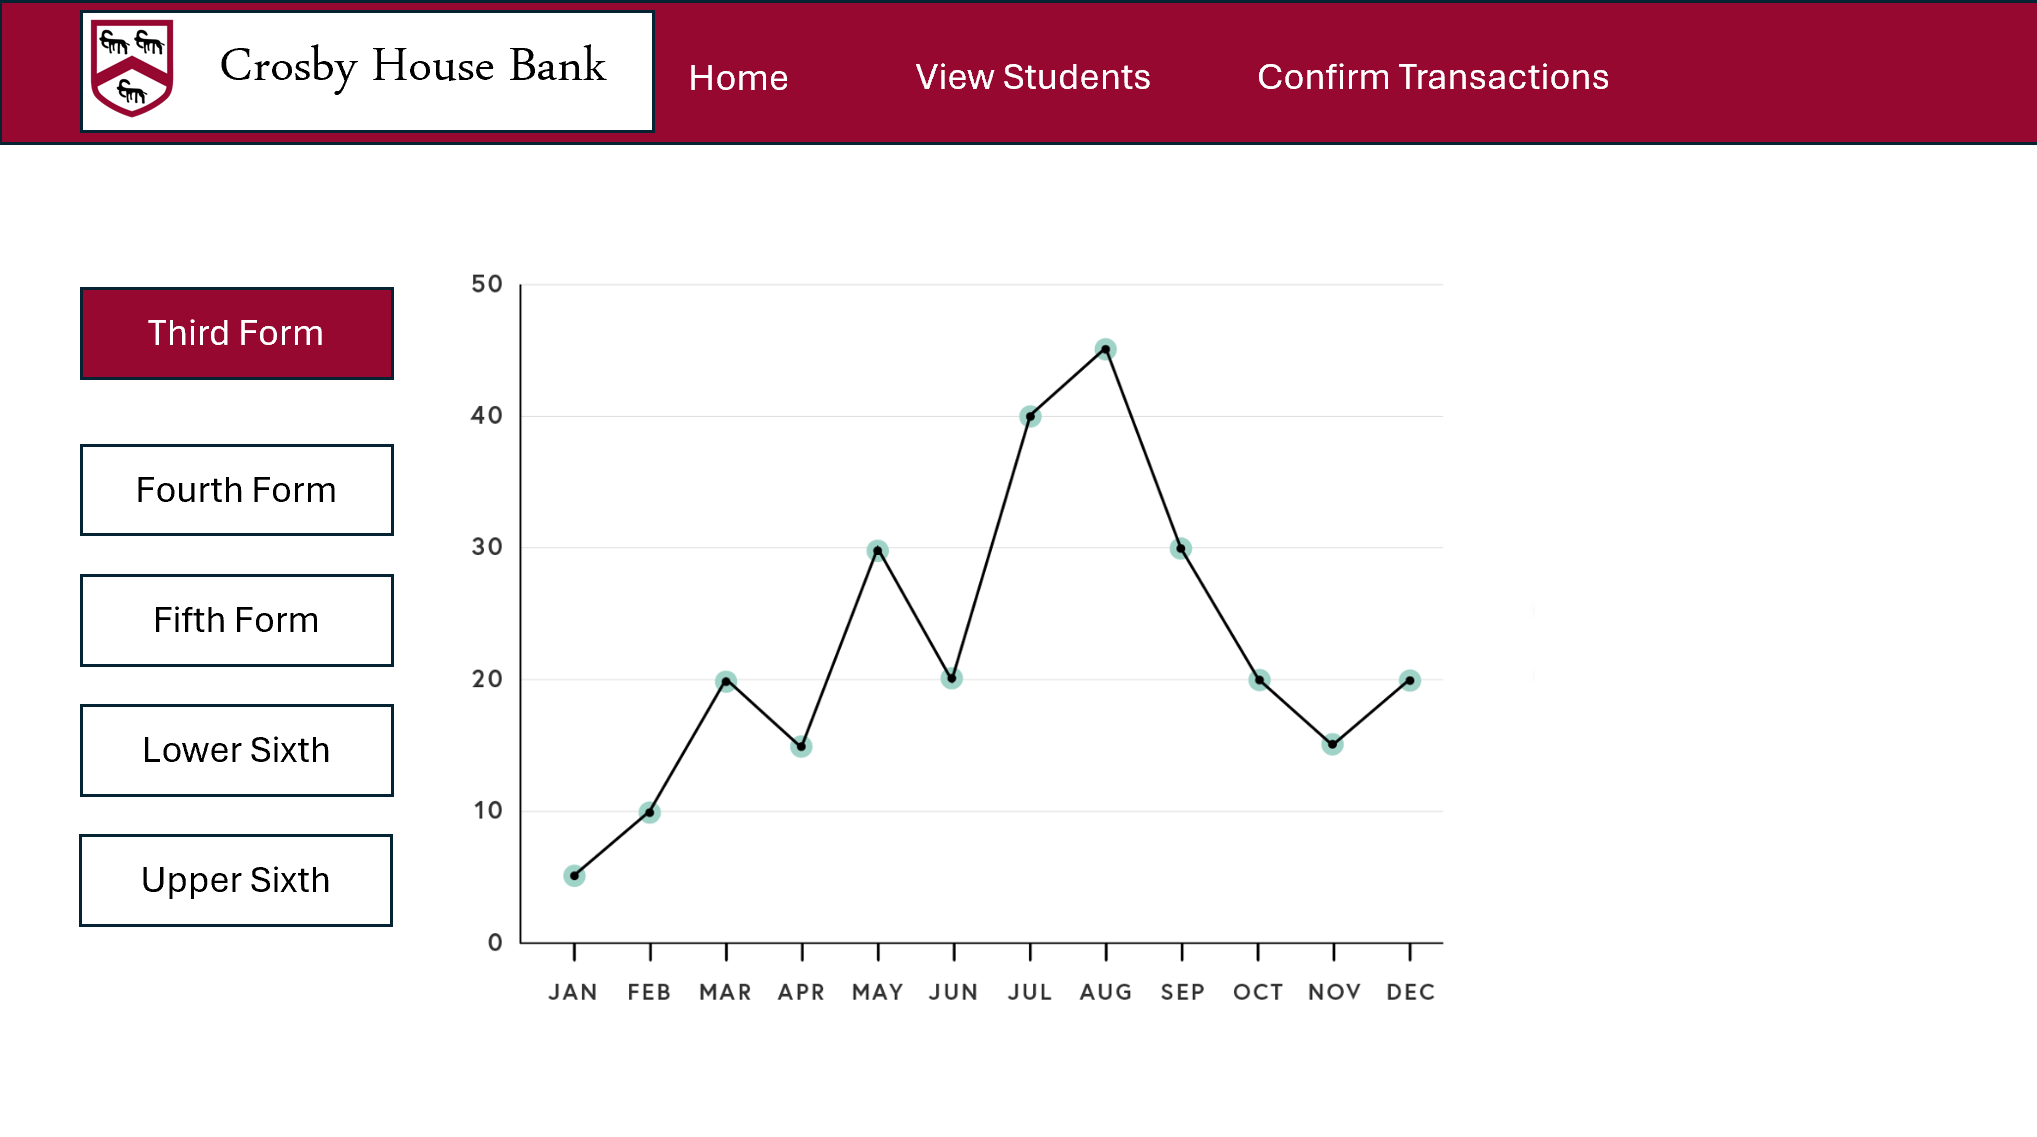 Crosby House Bank
Home
View Students
Confirm Transactions
Third Form
Fourth Form
Fifth Form
Lower Sixth
Upper Sixth
50
40
30
20
10
0
JAN FEB MAR APR MAY JUN JUL AUG SEP OCT NOV DEC